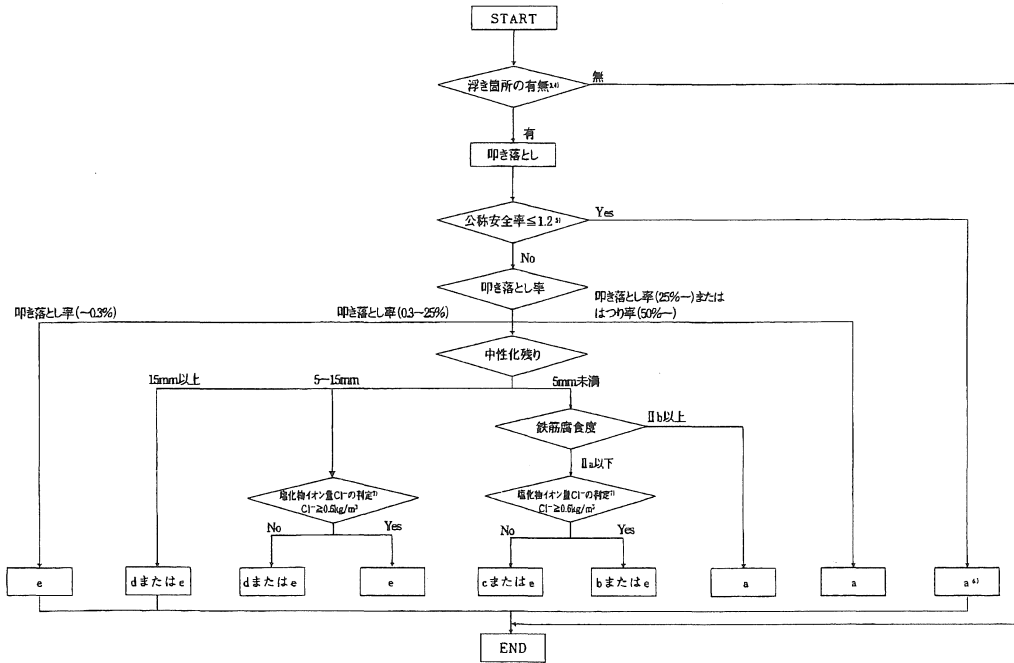 START
浮き箇所の有無
無
有
叩き落とし
公称安全率≦1.2 5)
Yes
No
叩き落とし率
叩き落とし率(～0.3%)
叩き落とし率(0.3～25%)
叩き落とし率(25%～)または
はつり率(50%～)
中性化残り
15mm以上
5～15mm
5mm未満
鉄筋腐食度
Ⅱb以上
Ⅱa以下
塩化物イオン量Cl⁻の判定7)
Cl⁻≧0.6kg/m³
塩化物イオン量Cl⁻の判定7)
Cl⁻≧0.6kg/m³
No
Yes
No
Yes
e
dまたはe
dまたはe
e
cまたはe
bまたはe
a
a
a 6)
END